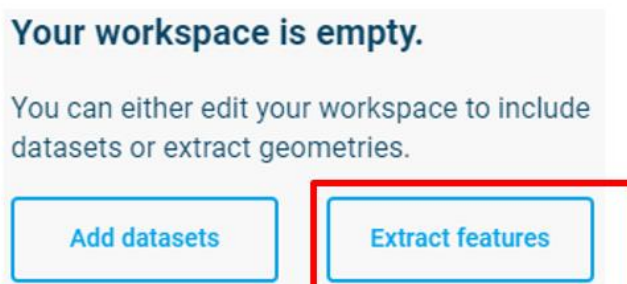 Your workspace is empty.
You can either edit your workspace to include
datasets or extract geometries.
Add datasets
Extract features